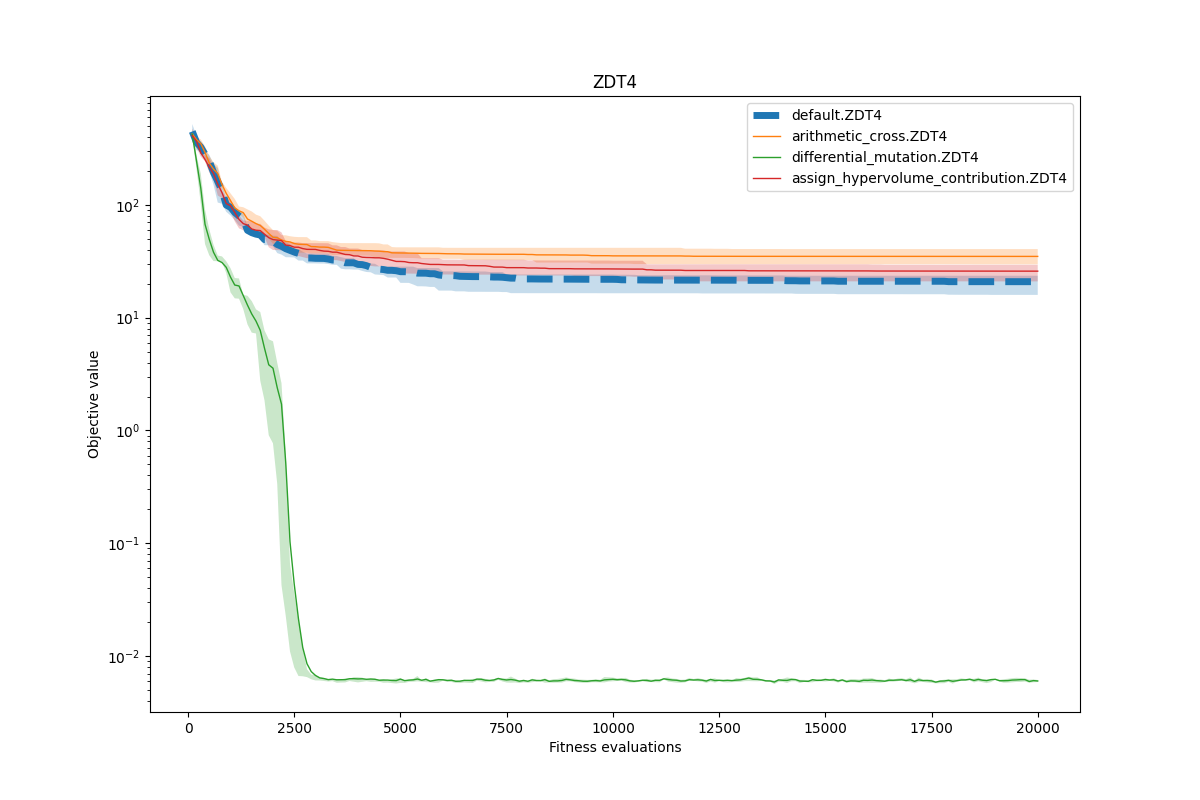 ZDT4
default.ZDT4
arithmetic_cross.ZDT4
differential_mutation.ZDT4
assign_hypervolume_contribution.ZDT4
Objective value
10²
10¹
10⁰
10⁻¹
10⁻²
0 2500 5000 7500 10000 12500 15000 17500 20000
Fitness evaluations